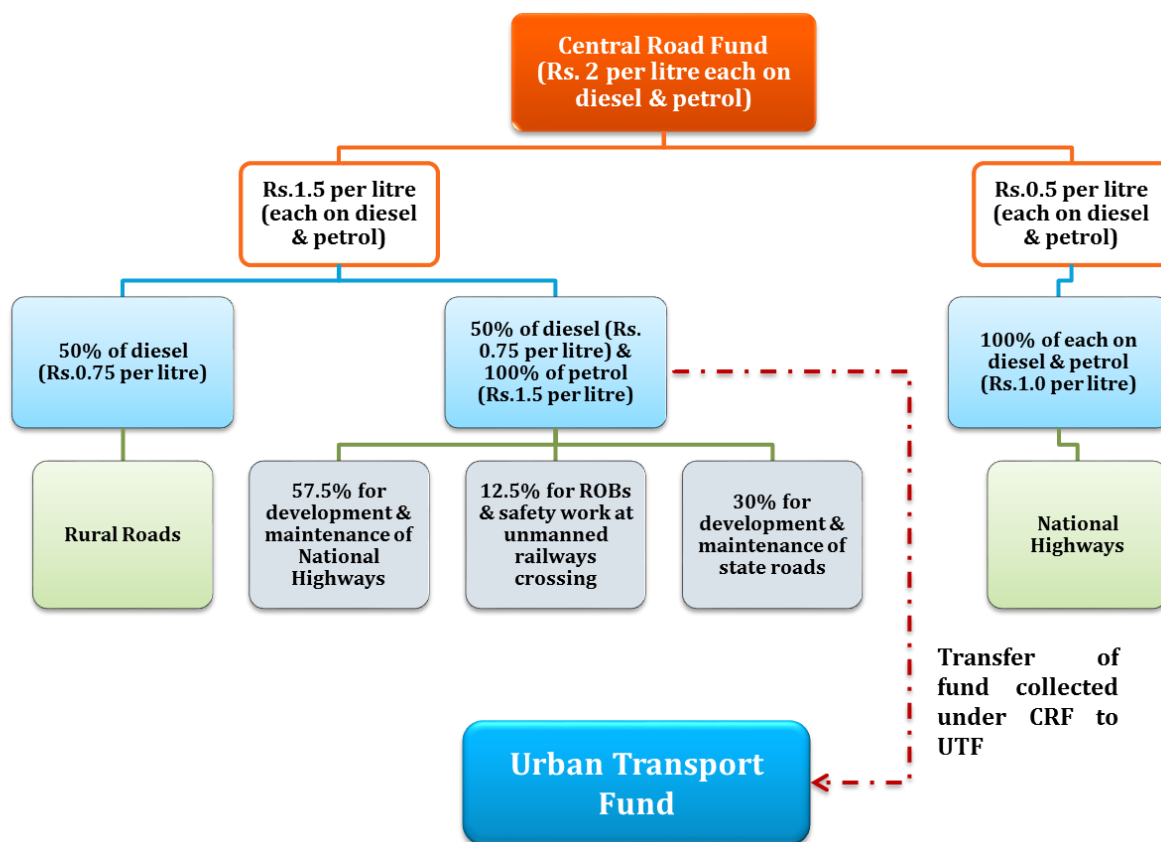 Central Road Fund
(Rs. 2 per litre each on
diesel & petrol)
Rs.1.5 per litre
(each on diesel
& petrol)
Rs.0.5 per litre
(each on diesel
& petrol)
50% of diesel
(Rs.0.75 per litre)
50% of diesel (Rs.
0.75 per litre) &
100% of petrol
(Rs.1.5 per litre)
100% of each on
diesel & petrol
(Rs.1.0 per litre)
Rural Roads
57.5% for
development &
maintenance of
National
Highways
12.5% for ROBs
& safety work at
unmanned
railways
crossing
30% for
development &
maintenance of
state roads
National
Highways
Transfer of
fund collected
under CRF to
UTF
Urban Transport
Fund